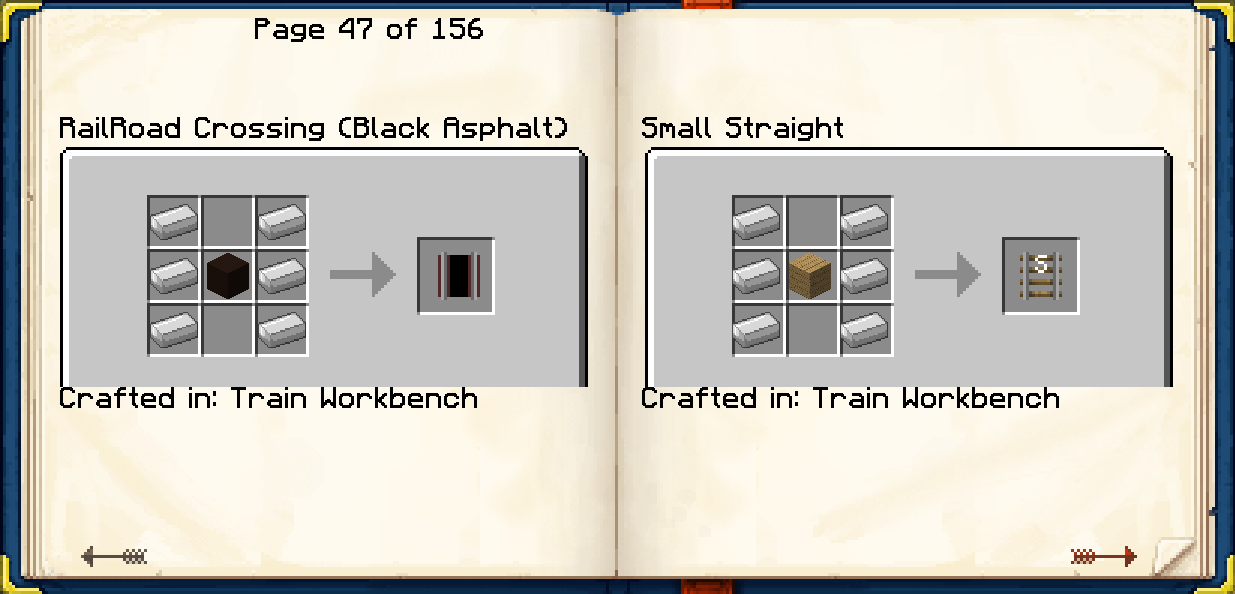 Page 47 of 156
RailRoad Crossing (Black Asphalt)
Crafted in: Train Workbench
Small Straight
S
Crafted in: Train Workbench